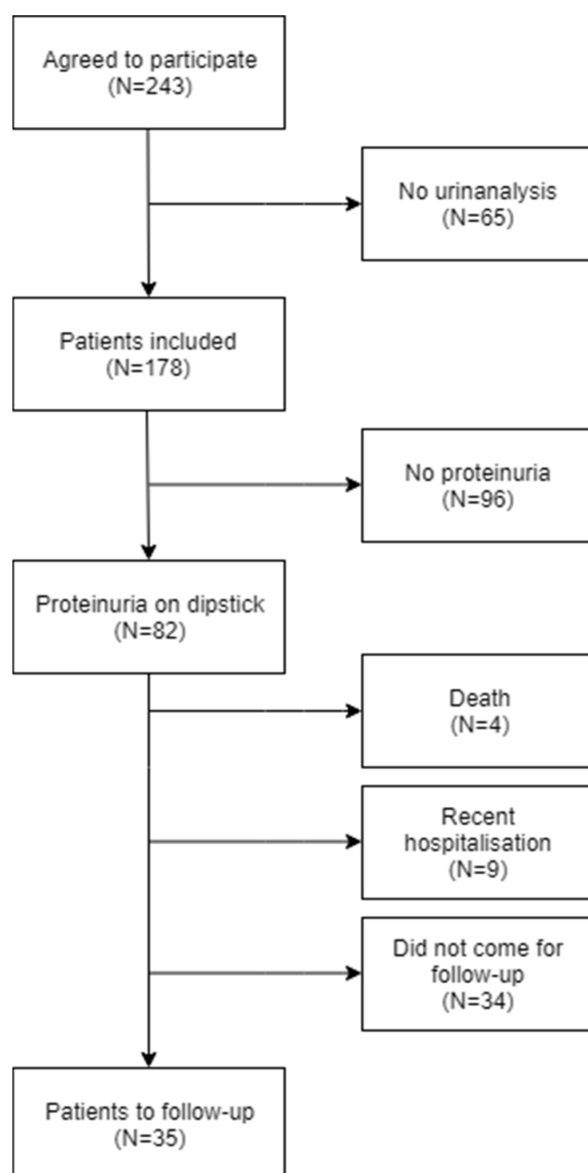 Agreed to participate
(N=243)
No urinanalysis
(N=65)
Patients included
(N=178)
No proteinuria
(N=96)
Proteinuria on dipstick
(N=82)
Death
(N=4)
Recent
hospitalisation
(N=9)
Did not come for
follow-up
(N=34)
Patients to follow-up
(N=35)